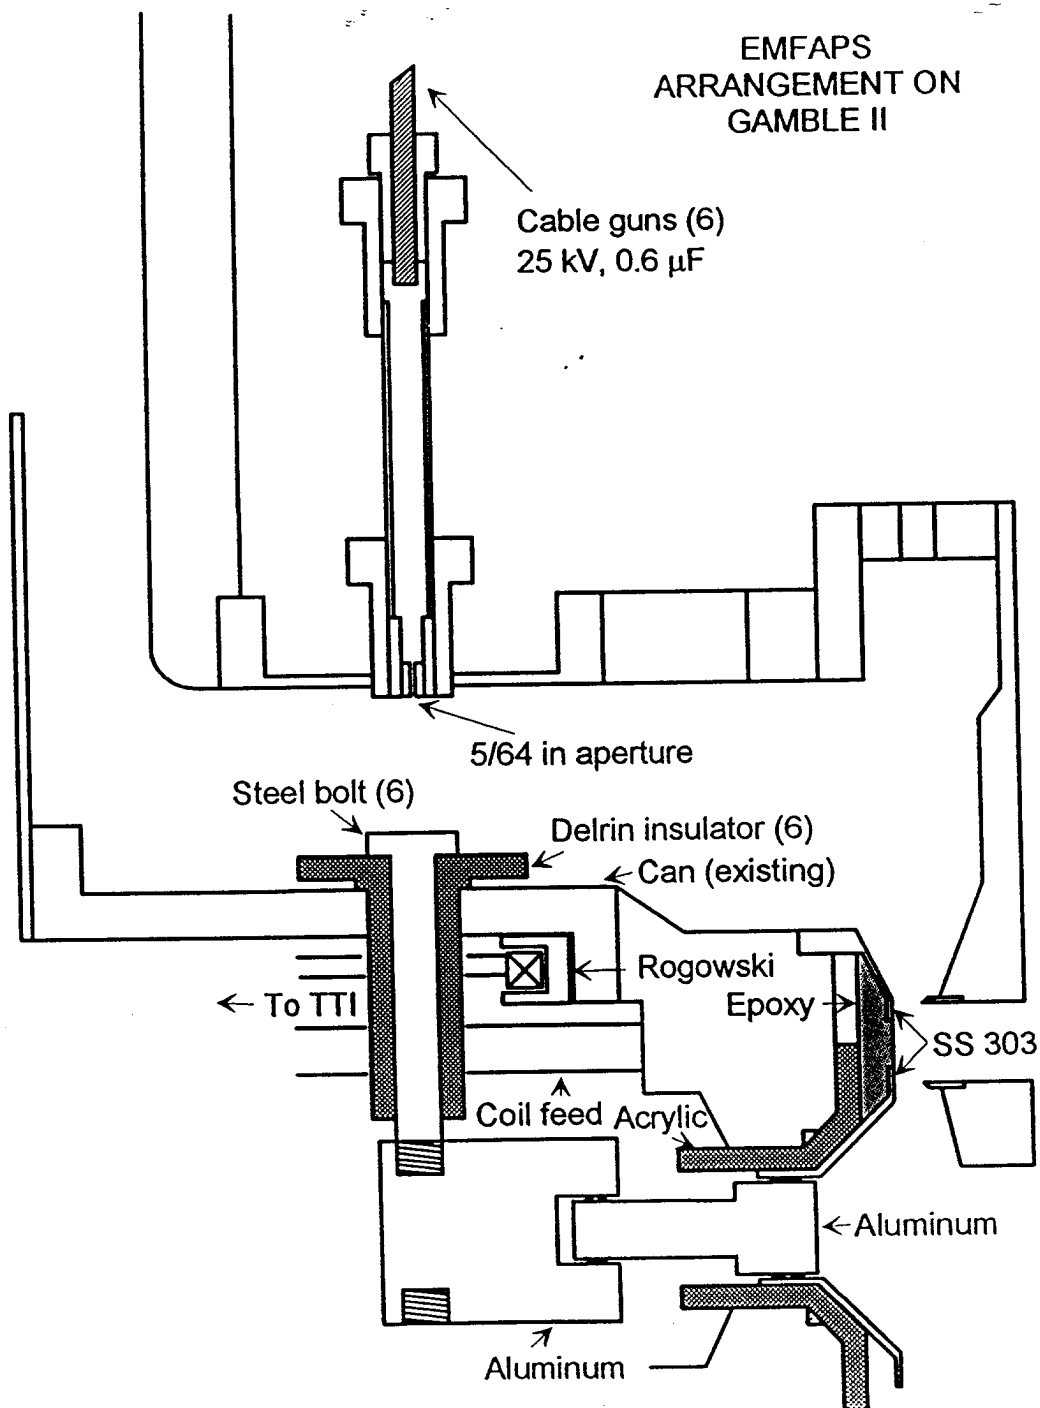 EMFAPS
ARRANGEMENT ON
GAMBLE II
Cable guns (6)
25 kV, 0.6 μF
5/64 in aperture
Steel bolt (6)
Delrin insulator (6)
Can (existing)
Rogowski
To TTI
Epoxy
SS 303
Coil feed
Acrylic
Aluminum
Aluminum